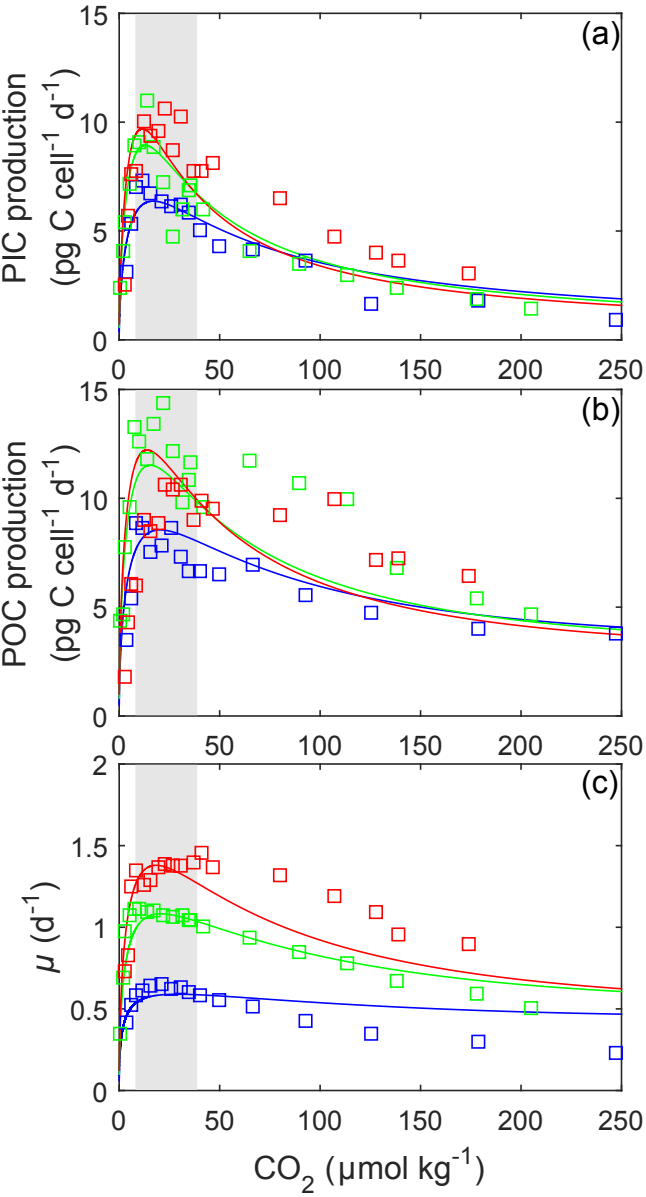 (a)
15
10
5
0
PIC production
(pg C cell⁻¹ d⁻¹)
0 50 100 150 200 250
(b)
15
10
5
0
POC production
(pg C cell⁻¹ d⁻¹)
0 50 100 150 200 250
(c)
2
1.5
1
0.5
0
μ (d⁻¹)
0 50 100 150 200 250
CO₂ (μmol kg⁻¹)